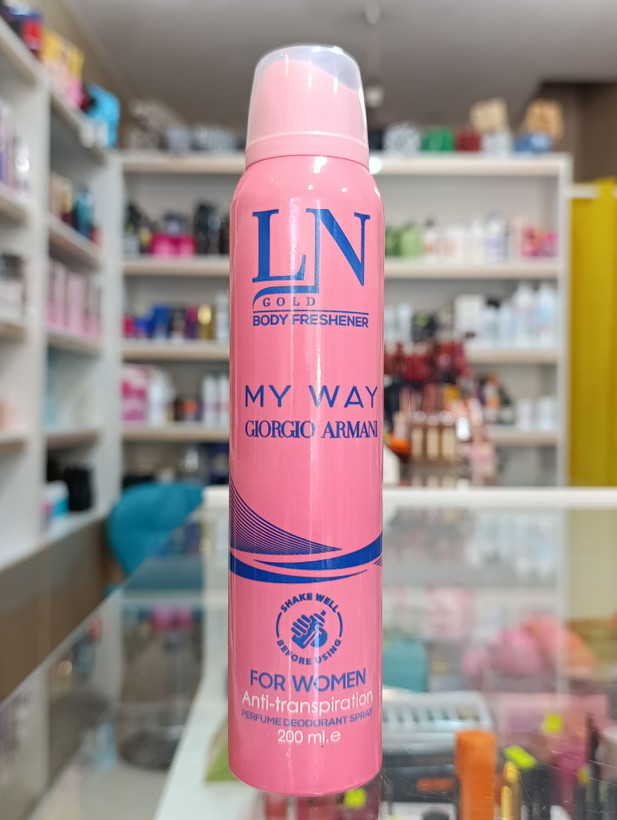 LN
GOLD
BODY FRESHENER
MY WAY
GIORGIO ARMANI
SHAKE WELL
BEFORE USING
FOR WOMEN
Anti-transpiration
PERFUME DEODORANT SPRAY
200 ml.e